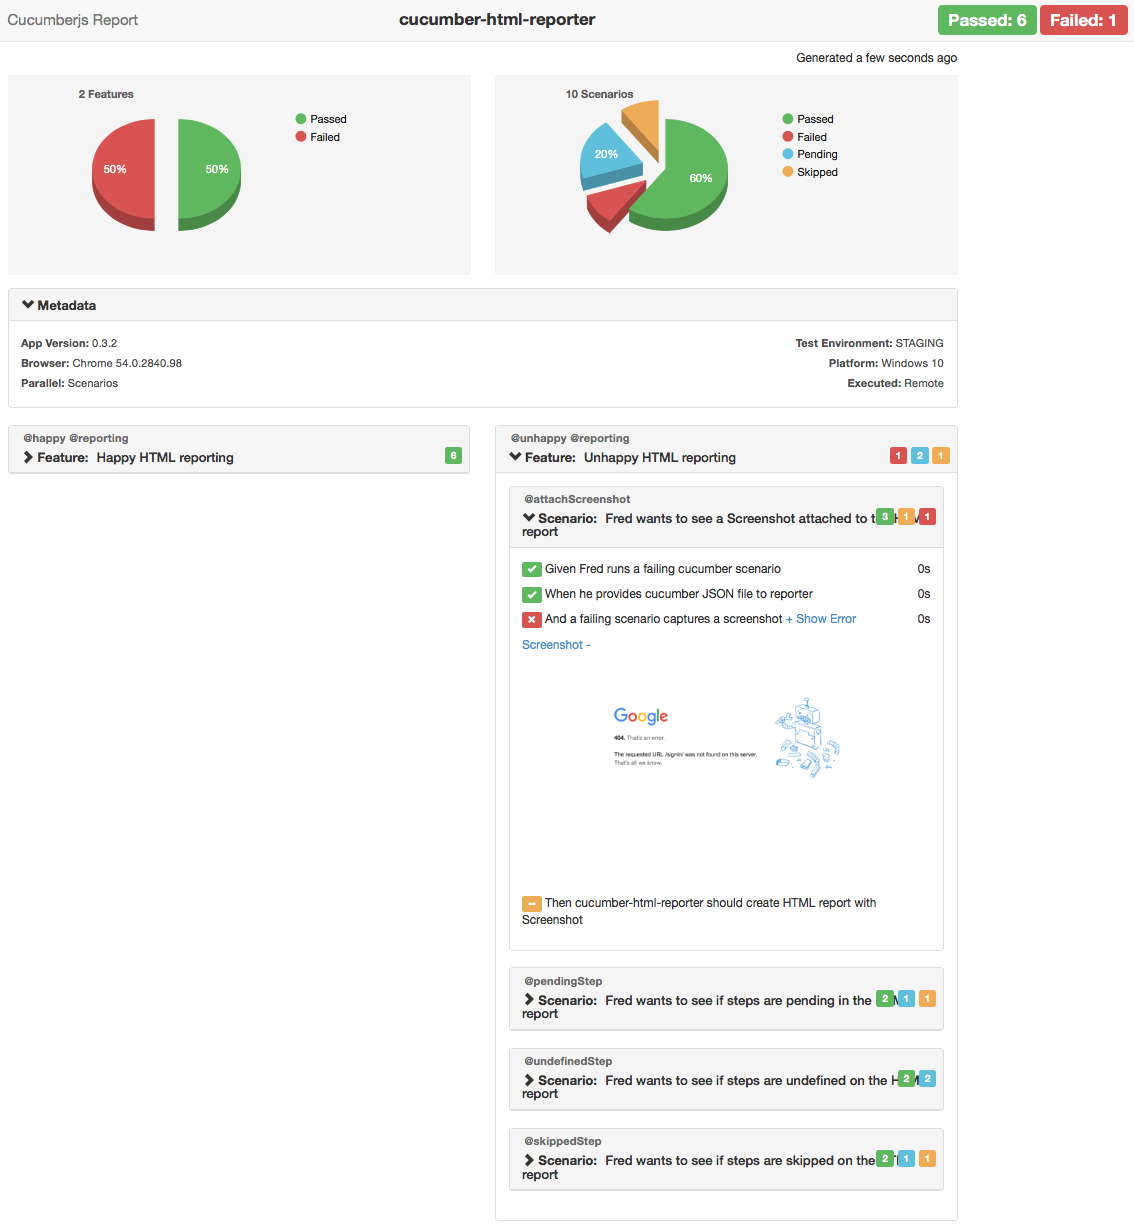 Cucumberjs Report
cucumber-html-reporter
Passed: 6 Failed: 1
Generated a few seconds ago
2 Features
50%
50%
Passed
Failed
10 Scenarios
20%
60%
Passed
Failed
Pending
Skipped
Metadata
App Version: 0.3.2
Browser: Chrome 54.0.2840.98
Parallel: Scenarios
Test Environment: STAGING
Platform: Windows 10
Executed: Remote
@happy @reporting
Feature: Happy HTML reporting 6
@unhappy @reporting
Feature: Unhappy HTML reporting 1 2 1
@attachScreenshot
Scenario: Fred wants to see a Screenshot attached to 3 1 1
report
Given Fred runs a failing cucumber scenario 0s
When he provides cucumber JSON file to reporter 0s
And a failing scenario captures a screenshot + Show Error 0s
Screenshot -
Google
404. That's an error.
The requested URL /signin/ was not found on this server.
That's all we know.
Then cucumber-html-reporter should create HTML report with
Screenshot
@pendingStep
Scenario: Fred wants to see if steps are pending in the 2 1 1
report
@undefinedStep
Scenario: Fred wants to see if steps are undefined on the 2 2
report
@skippedStep
Scenario: Fred wants to see if steps are skipped on the 2 1 1
report